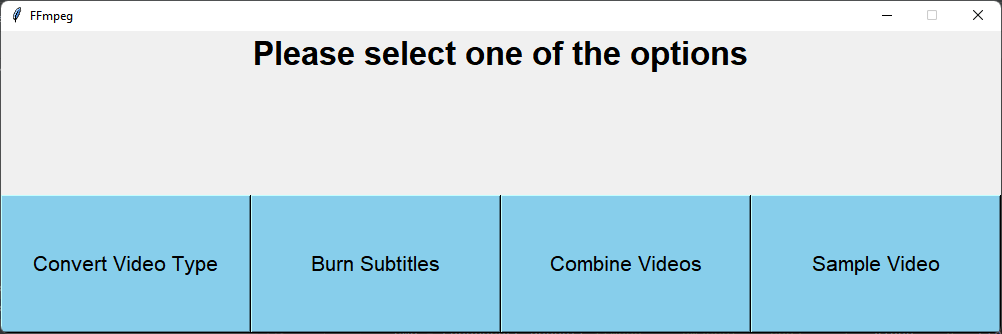 FFmpeg
Please select one of the options
Convert Video Type
Burn Subtitles
Combine Videos
Sample Video